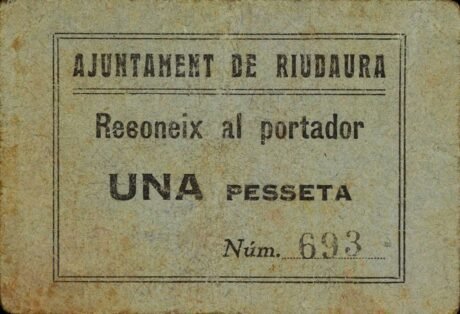 AJUNTAMENT DE RIUDAURA
Reconeix al portador
UNA PESSETA
Núm. 693